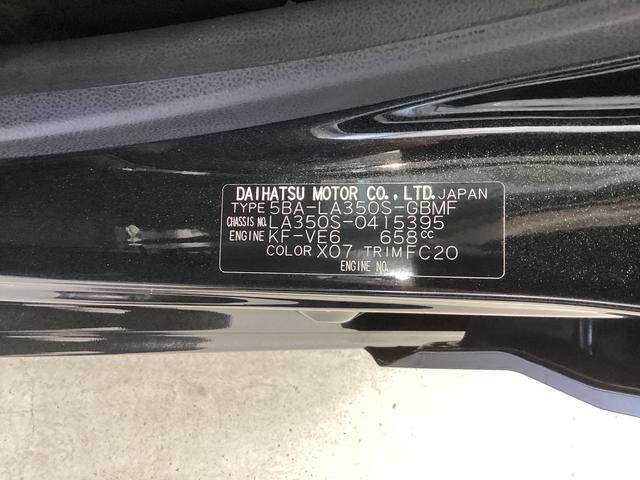 DAIHATSU MOTOR CO., LTD. JAPAN
TYPE 5BA-LA350S-GBMF
CHASSIS NO. LA350S-0415395
ENGINE KF-VE6 658CC
COLOR X07 TRIM FC20
ENGINE NO.